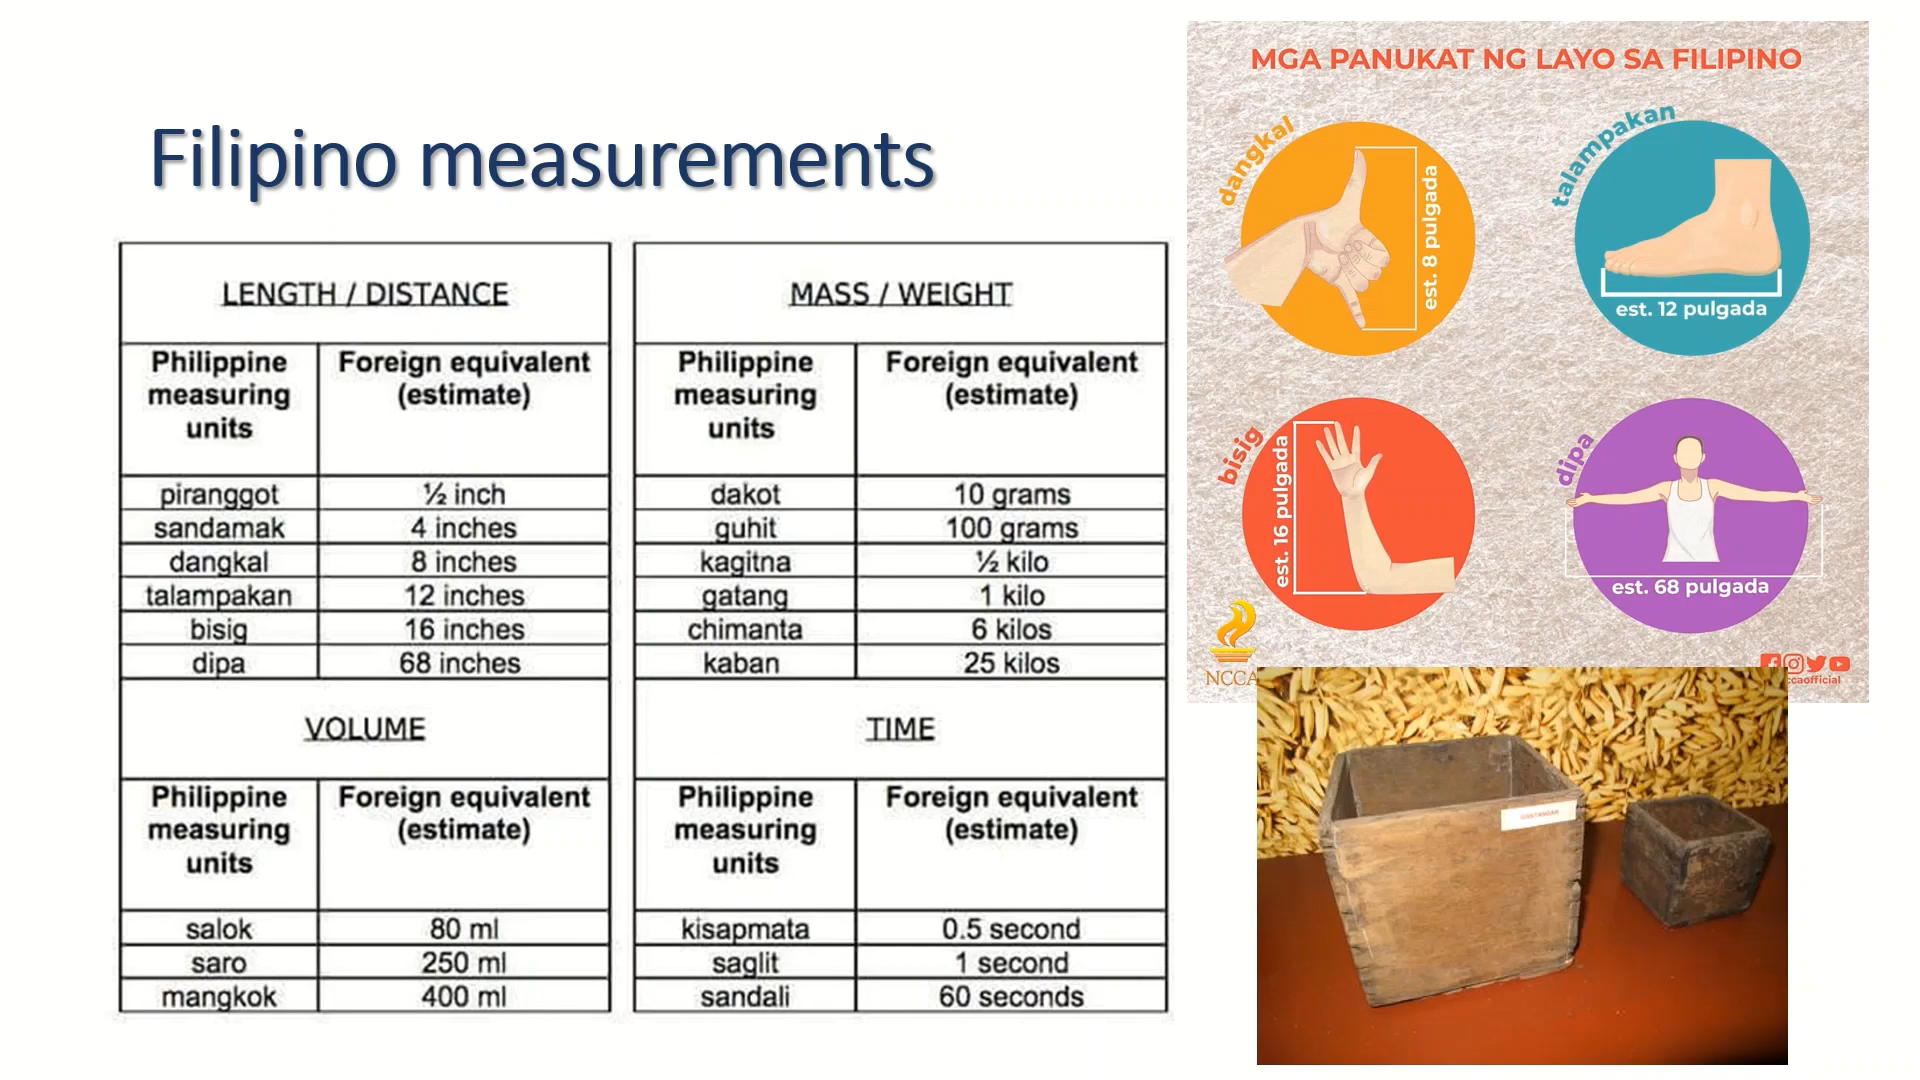 Filipino measurements
LENGTH / DISTANCE
Philippine measuring units
Foreign equivalent (estimate)
piranggot ½ inch
sandamak 4 inches
dangkal 8 inches
talampakan 12 inches
bisig 16 inches
dipa 68 inches
VOLUME
Philippine measuring units
Foreign equivalent (estimate)
salok 80 ml
saro 250 ml
mangkok 400 ml
MASS / WEIGHT
Philippine measuring units
Foreign equivalent (estimate)
dakot 10 grams
guhit 100 grams
kagitna ½ kilo
gatang 1 kilo
chimanta 6 kilos
kaban 25 kilos
TIME
Philippine measuring units
Foreign equivalent (estimate)
kisapmata 0.5 second
saglit 1 second
sandali 60 seconds
MGA PANUKAT NG LAYO SA FILIPINO
dangkal
est. 8 pulgada
talampakan
est. 12 pulgada
bisig
est. 16 pulgada
dipa
est. 68 pulgada
NCCA
ccaofficial